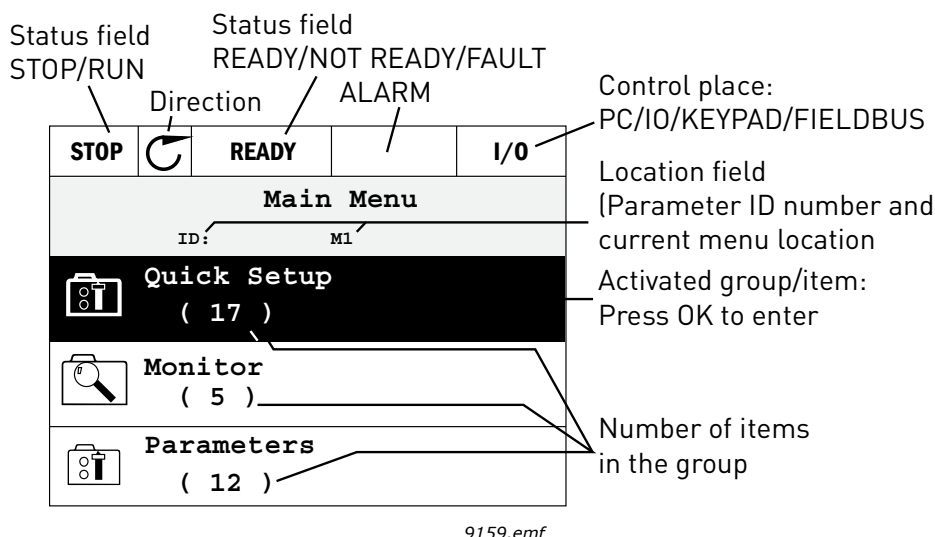 Status field
STOP/RUN
Direction
Status field
READY/NOT READY/FAULT
ALARM
Control place:
PC/IO/KEYPAD/FIELDBUS
STOP
READY
I/O
Location field
(Parameter ID number and
current menu location
Main Menu
ID: M1
Quick Setup
( 17 )
Activated group/item:
Press OK to enter
Monitor
( 5 )
Parameters
( 12 )
Number of items
in the group
9159.emf